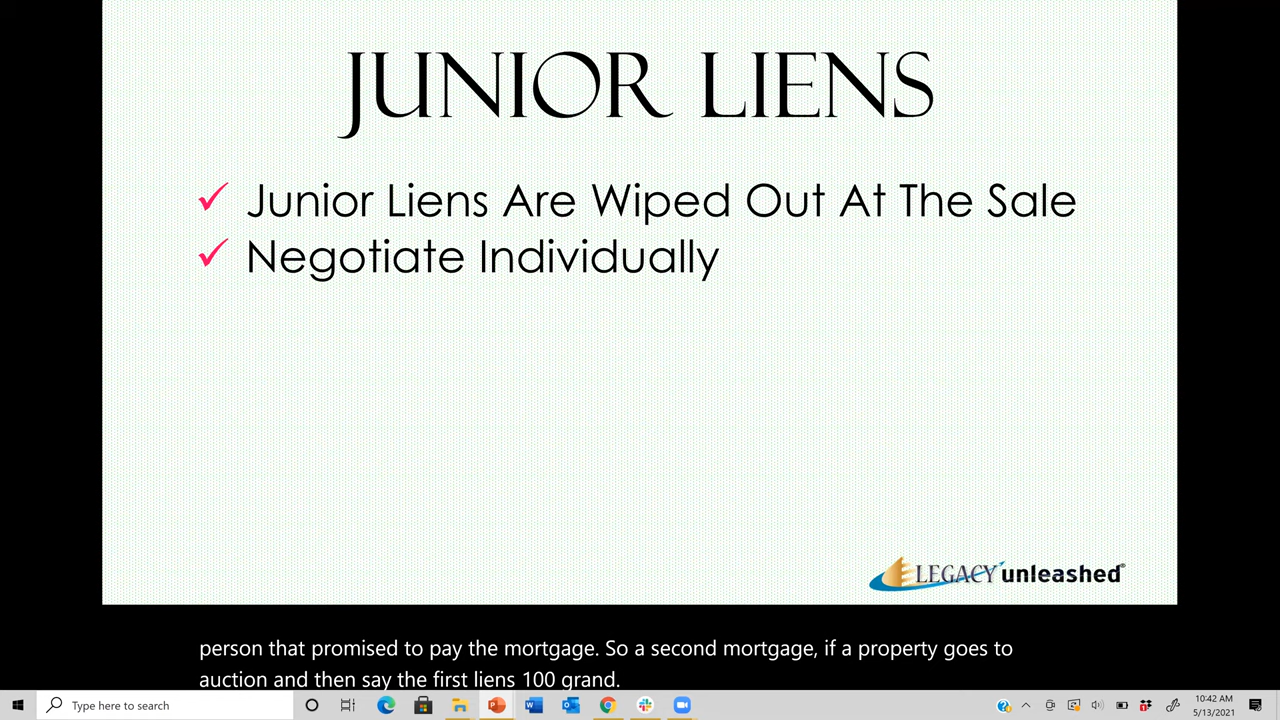 JUNIOR LIENS
Junior Liens Are Wiped Out At The Sale
Negotiate Individually
LEGACY unleashed®
person that promised to pay the mortgage. So a second mortgage, if a property goes to
auction and then say the first liens 100 grand.
Type here to search
10:42 AM
5/13/2021